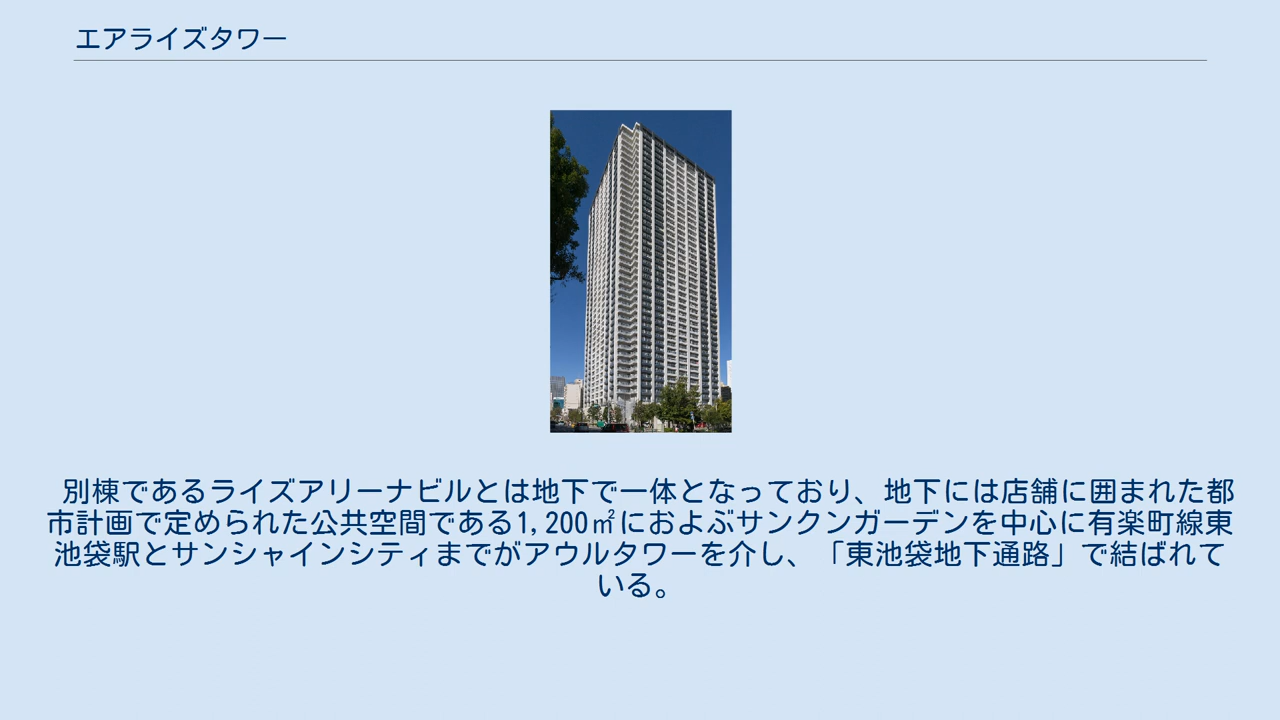 エアライズタワー
別棟であるライズアリーナビルとは地下で一体となっており、地下には店舗に囲まれた都
市計画で定められた公共空間である1,200㎡におよぶサンクンガーデンを中心に有楽町線東
池袋駅とサンシャインシティまでがアウルタワーを介し、「東池袋地下通路」で結ばれて
いる。